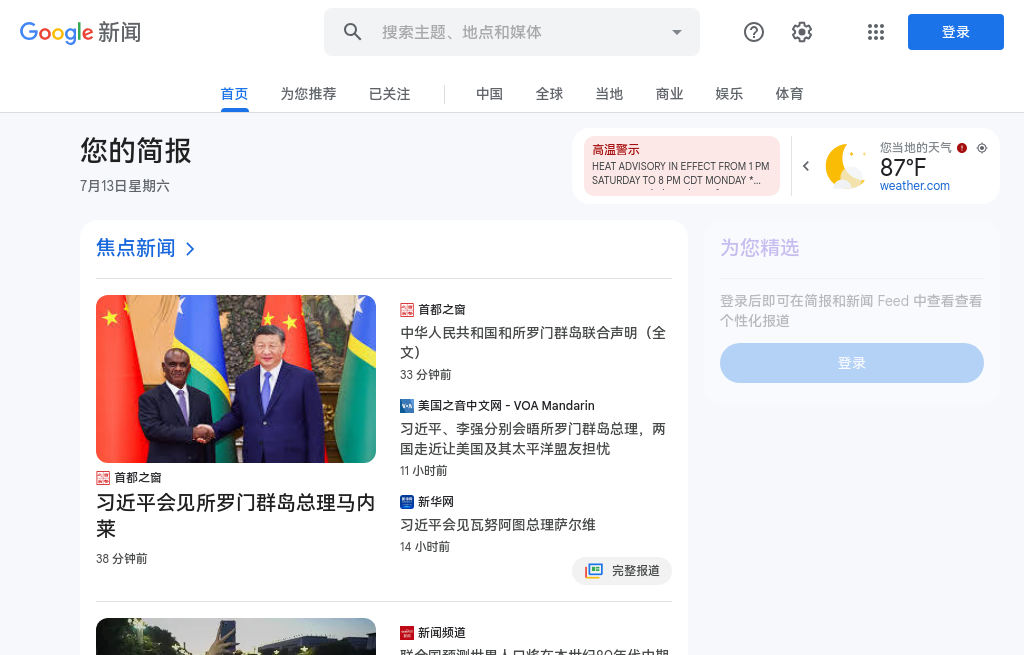 Google 新闻
搜索主题、地点和媒体
登录
首页
为您推荐
已关注
中国
全球
当地
商业
娱乐
体育
您的简报
7月13日星期六
高温警示
HEAT ADVISORY IN EFFECT FROM 1 PM
SATURDAY TO 8 PM CDT MONDAY *…
您当地的天气
87°F
weather.com
焦点新闻
首都之窗
习近平会见所罗门群岛总理马内
莱
38 分钟前
首都之窗
中华人民共和国和所罗门群岛联合声明（全
文）
33 分钟前
美国之音中文网 - VOA Mandarin
习近平、李强分别会晤所罗门群岛总理，两
国走近让美国及其太平洋盟友担忧
11 小时前
新华网
习近平会见瓦努阿图总理萨尔维
14 小时前
完整报道
新闻频道
联合国预测世界人口将在本世纪80年代中期
为您精选
登录后即可在简报和新闻 Feed 中查看查看
个性化报道
登录